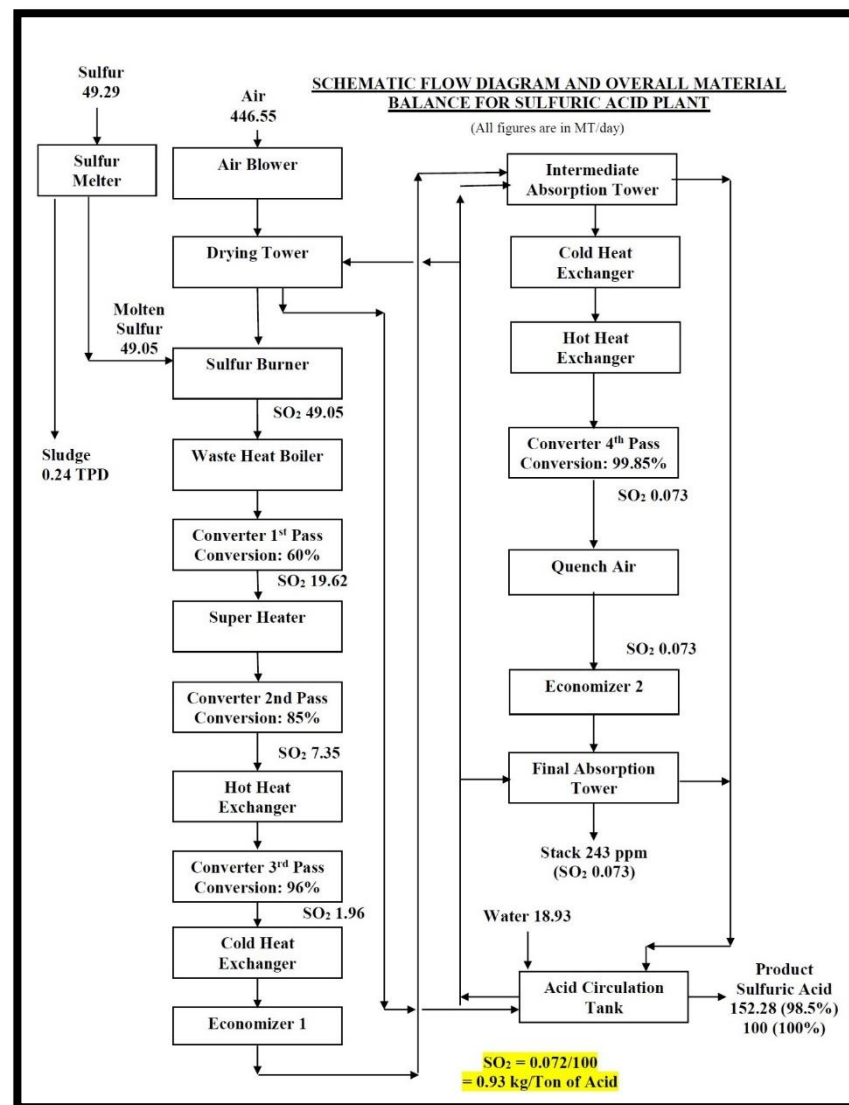 SCHEMATIC FLOW DIAGRAM AND OVERALL MATERIAL
BALANCE FOR SULFURIC ACID PLANT
(All figures are in MT/day)
Sulfur
49.29
Air
446.55
Sulfur
Melter
Air Blower
Drying Tower
Molten
Sulfur
49.05
Sulfur Burner
SO₂ 49.05
Sludge
0.24 TPD
Waste Heat Boiler
Converter 1st Pass
Conversion: 60%
SO₂ 19.62
Super Heater
Converter 2nd Pass
Conversion: 85%
SO₂ 7.35
Hot Heat
Exchanger
Converter 3rd Pass
Conversion: 96%
SO₂ 1.96
Cold Heat
Exchanger
Economizer 1
Intermediate
Absorption Tower
Cold Heat
Exchanger
Hot Heat
Exchanger
Converter 4th Pass
Conversion: 99.85%
SO₂ 0.073
Quench Air
SO₂ 0.073
Economizer 2
Final Absorption
Tower
Stack 243 ppm
(SO₂ 0.073)
Water 18.93
Acid Circulation
Tank
Product
Sulfuric Acid
152.28 (98.5%)
100 (100%)
SO₂ = 0.072/100
= 0.93 kg/Ton of Acid